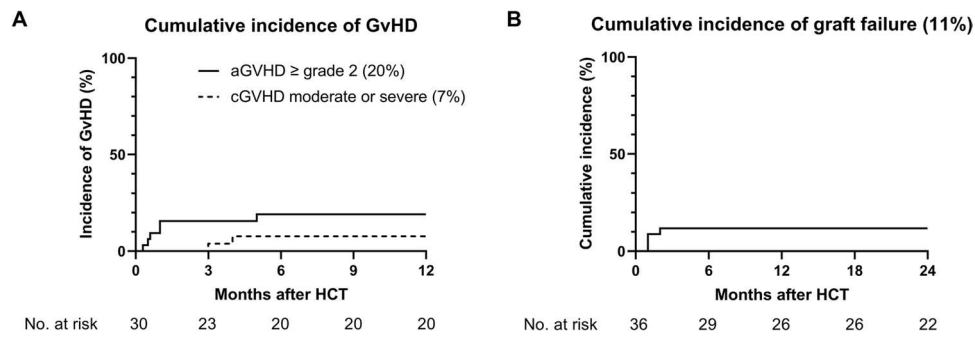 A
Cumulative incidence of GvHD
Incidence of GvHD (%)
100
50
0
aGVHD ≥ grade 2 (20%)
cGVHD moderate or severe (7%)
0 3 6 9 12
Months after HCT
No. at risk 30 23 20 20 20
B
Cumulative incidence of graft failure (11%)
Cumulative incidence (%)
100
50
0
0 6 12 18 24
Months after HCT
No. at risk 36 29 26 26 22